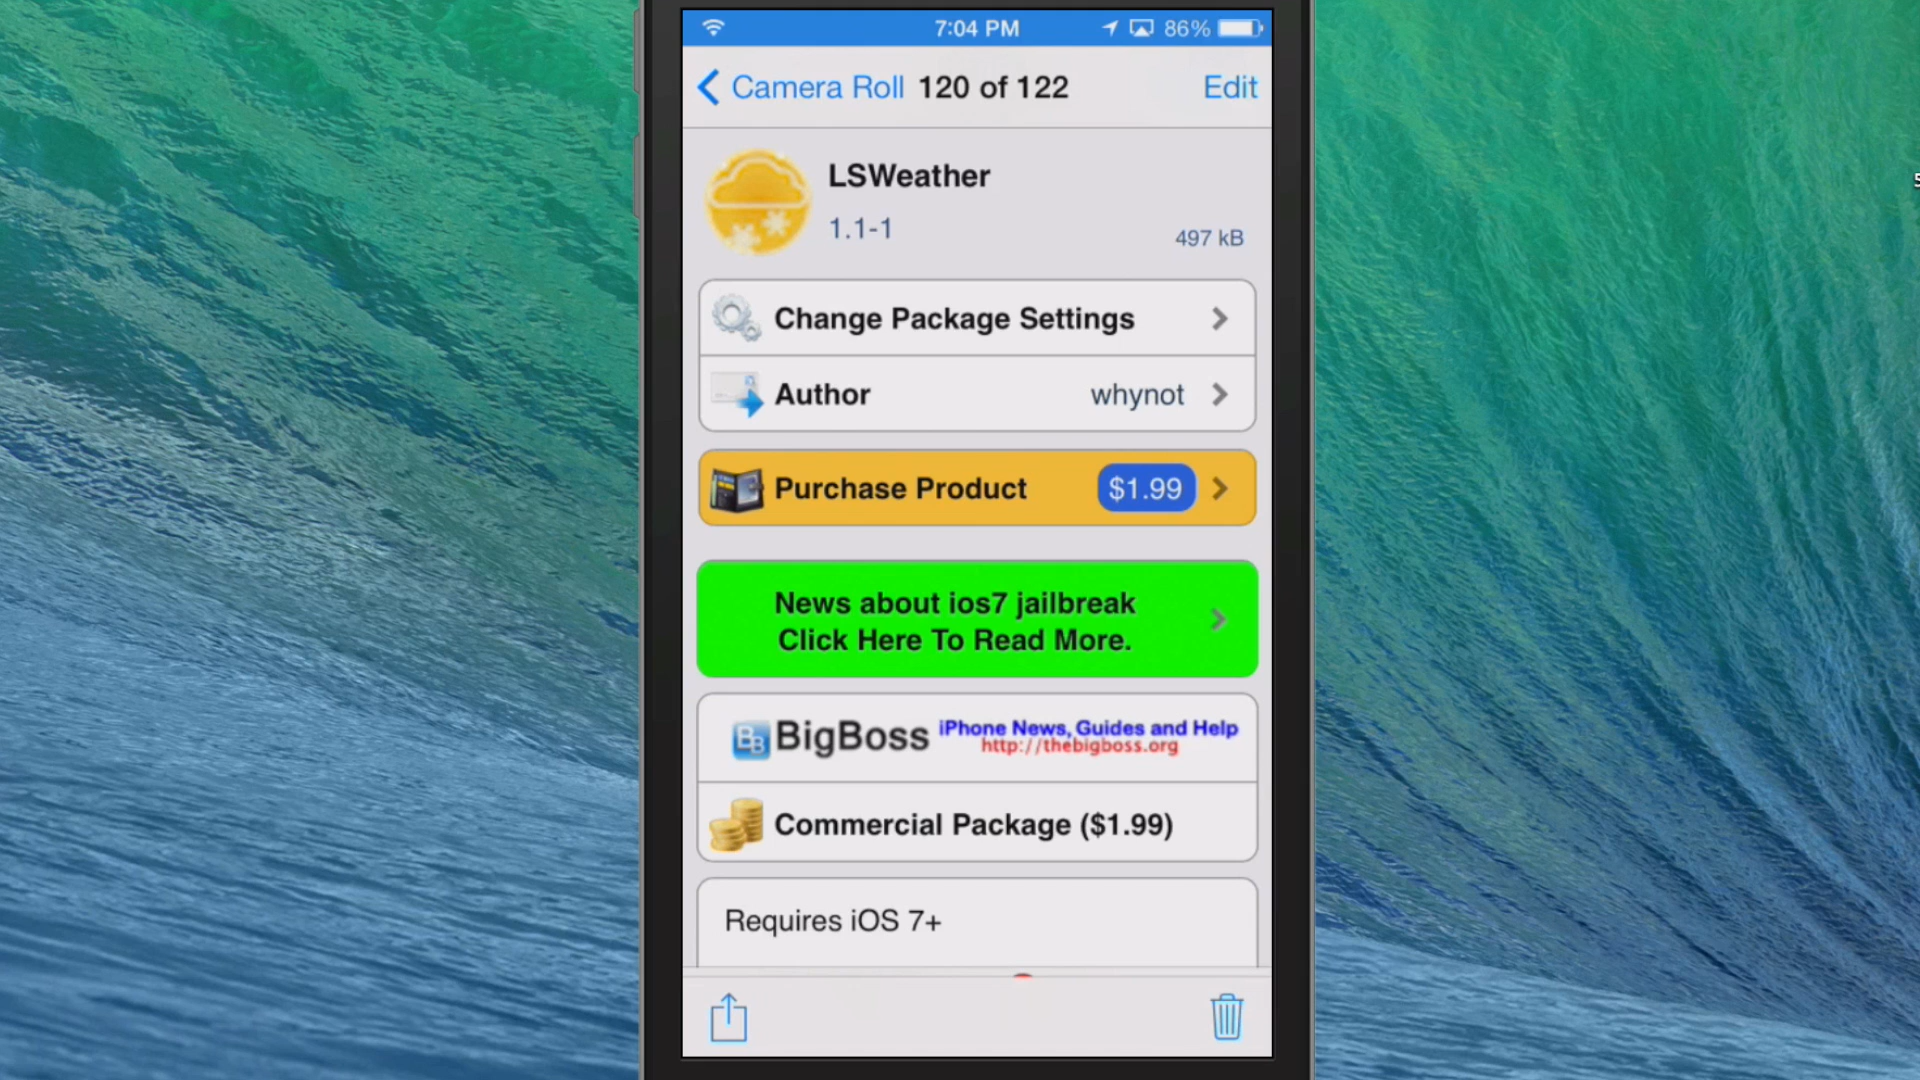 7:04 PM 86%
Camera Roll 120 of 122 Edit
LSWeather
1.1-1
497 kB
Change Package Settings
Author whynot
Purchase Product $1.99
News about ios7 jailbreak
Click Here To Read More.
BB BigBoss iPhone News, Guides and Help
http://thebigboss.org
Commercial Package ($1.99)
Requires iOS 7+